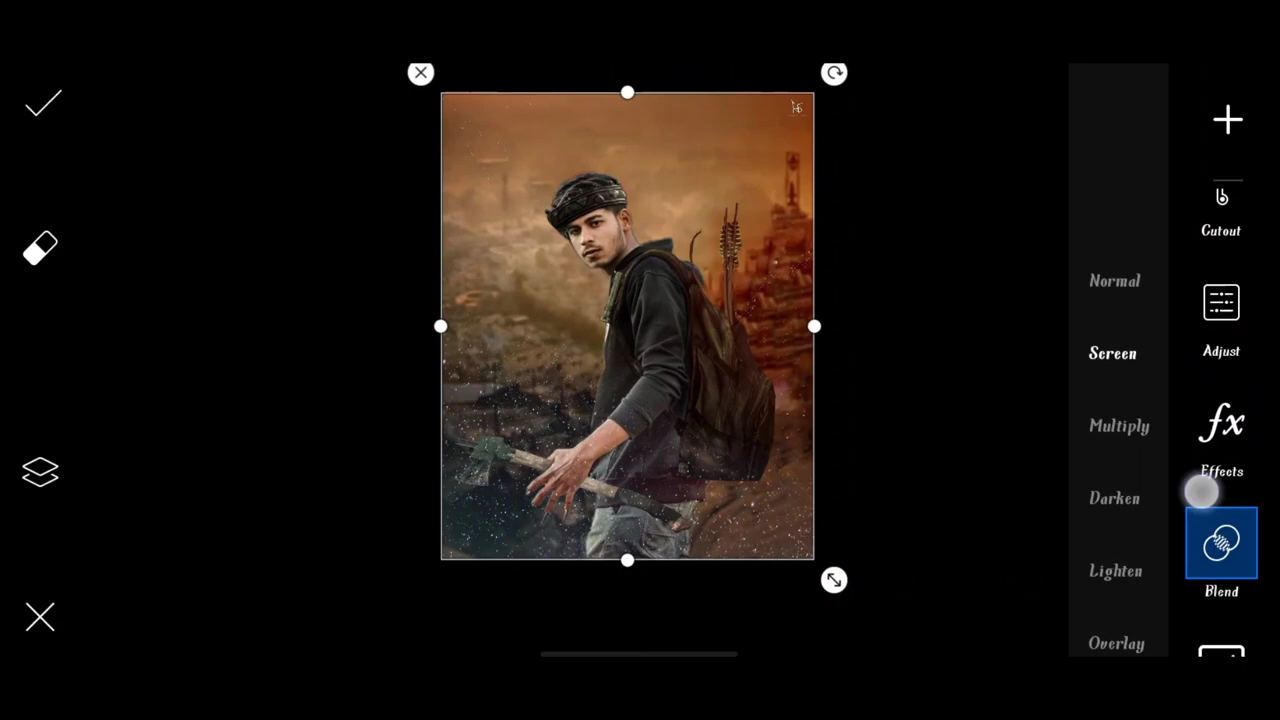 Cutout
Normal
Screen
Adjust
Multiply
Effects
Darken
Lighten
Blend
Overlay